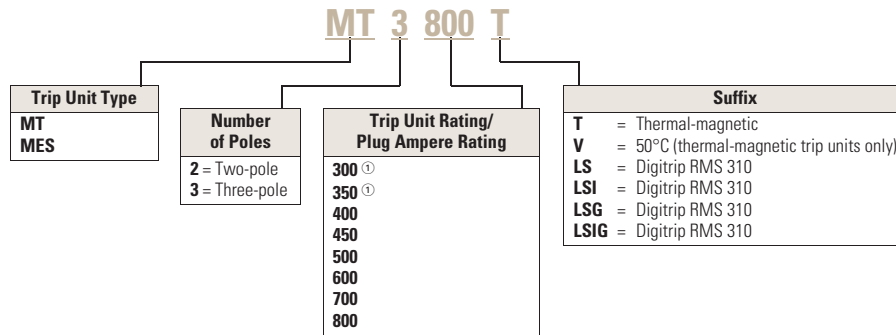 MT 3 800 T
Trip Unit Type
MT
MES
Number
of Poles
2 = Two-pole
3 = Three-pole
Trip Unit Rating/
Plug Ampere Rating
300 ①
350 ①
400
450
500
600
700
800
Suffix
T = Thermal-magnetic
V = 50°C (thermal-magnetic trip units only)
LS = Digitrip RMS 310
LSI = Digitrip RMS 310
LSG = Digitrip RMS 310
LSIG = Digitrip RMS 310